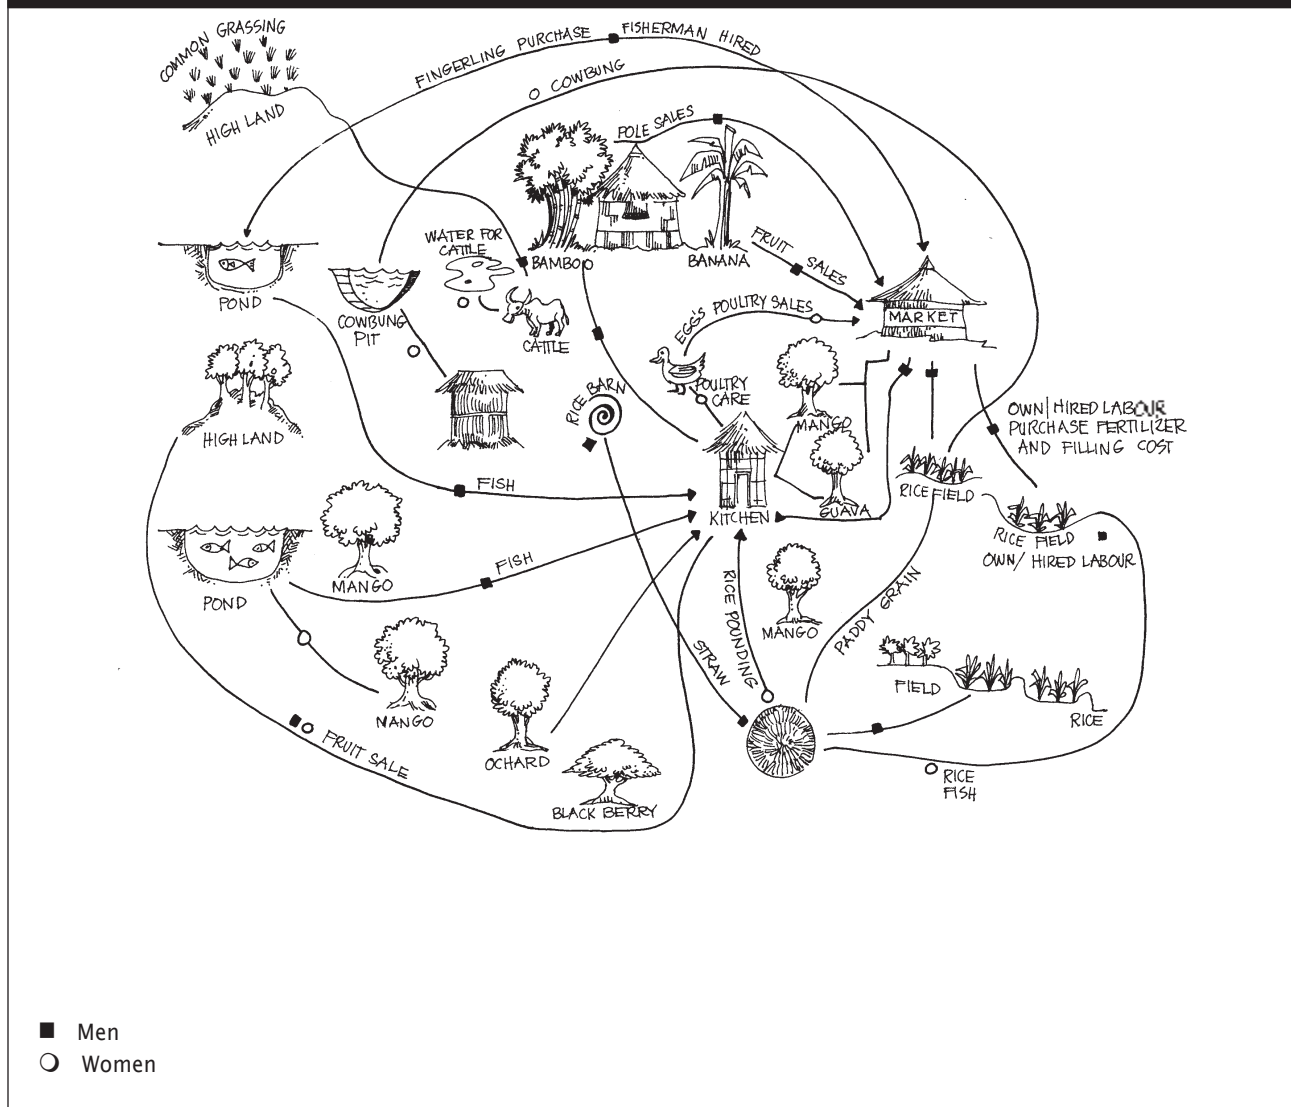 COMMON GRASSING
HIGH LAND
FINGERLING PURCHASE
FISHERMAN HIRED
COWBUNG
POLE SALES
WATER FOR
CATTLE
BAMBOO
BANANA
FRUIT SALES
POND
COWBUNG
PIT
CATTLE
EGG'S POULTRY SALES
MARKET
HIGH LAND
RICE BARN
POULTRY
CARE
MANGO
OWN/HIRED LABOUR
PURCHASE FERTILIZER
AND FILLING COST
FISH
KITCHEN
GUAVA
RICE FIELD
RICE FIELD
OWN/ HIRED LABOUR
MANGO
FISH
POND
RICE POUNDING
MANGO
PADDY GRAIN
STRAW
FIELD
RICE
MANGO
FRUIT SALE
OCHARD
BLACK BERRY
RICE
FISH
Men
Women